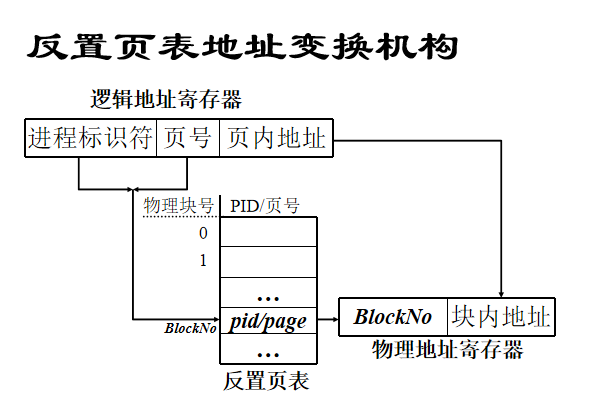 反置页表地址变换机构
逻辑地址寄存器
进程标识符 页号 页内地址
物理块号 PID/页号
0
1
...
BlockNo pid/page BlockNo 块内地址
... 物理地址寄存器
反置页表